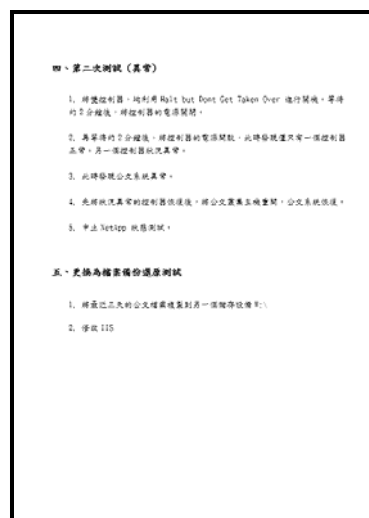 四、第二次測試（異常）
1. 將雙控制器，均利用 Halt but Dont Get Taken Over 進行關機。等待
約 2 分鐘後，將控制器的電源關閉。
2. 再等待約 2 分鐘後，將控制器的電源開啟，此時發現僅只有一個控制器
正常，另一個控制器狀況異常。
3. 此時發現公文系統異常。
4. 先將狀況異常的控制器恢復後，將公文叢集主機重開，公文系統恢復。
5. 中止 NetApp 狀態測試。
五、更換為檔案備份還原測試
1. 將最近三天的公文檔案複製到另一個儲存設備
2. 修改 IIS